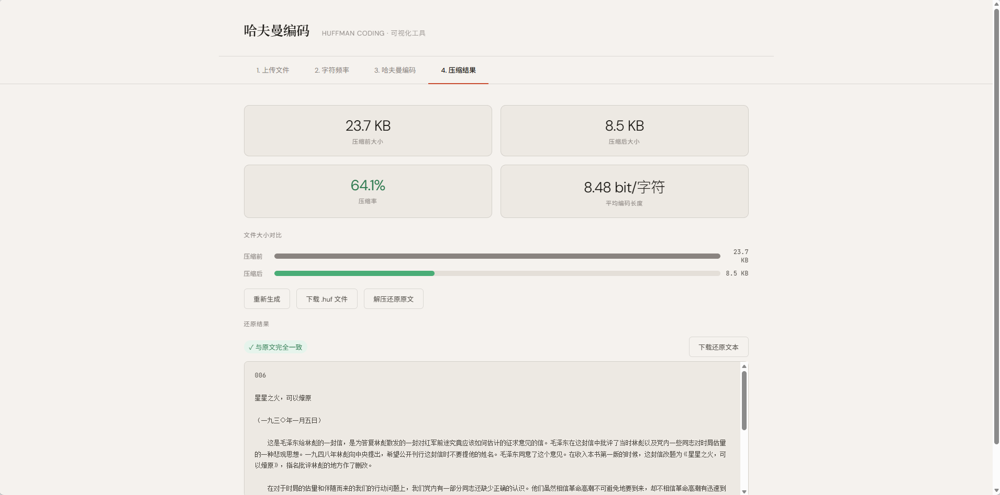 哈夫曼编码 HUFFMAN CODING · 可视化工具
1. 上传文件 2. 字符频率 3. 哈夫曼编码 4. 压缩结果
23.7 KB
压缩前大小
8.5 KB
压缩后大小
64.1%
压缩率
8.48 bit/字符
平均编码长度
文件大小对比
压缩前 23.7 KB
压缩后 8.5 KB
重新生成 下载 .huf 文件 解压还原原文
还原结果
✓ 与原文完全一致 下载还原文本
006
星星之火，可以燎原
（一九三〇年一月五日）
这是毛泽东给林彪的一封信，是为答复林彪散发的一封对红军前途究竟应该如何估计的征求意见的信。毛泽东在这封信中批评了当时林彪以及党内一些同志对时局估量
的一种悲观思想。一九四八年林彪向中央提出，希望公开刊行这封信时不要提他的姓名。毛泽东同意了这个意见。在收入本书第一版的时候，这封信改题为《星星之火，可
以燎原》，指名批评林彪的地方作了删改。
在对于时局的估量和伴随而来的我们的行动问题上，我们党内有一部分同志还缺少正确的认识。他们虽然相信革命高潮不可避免地要到来，却不相信革命高潮有迅速到